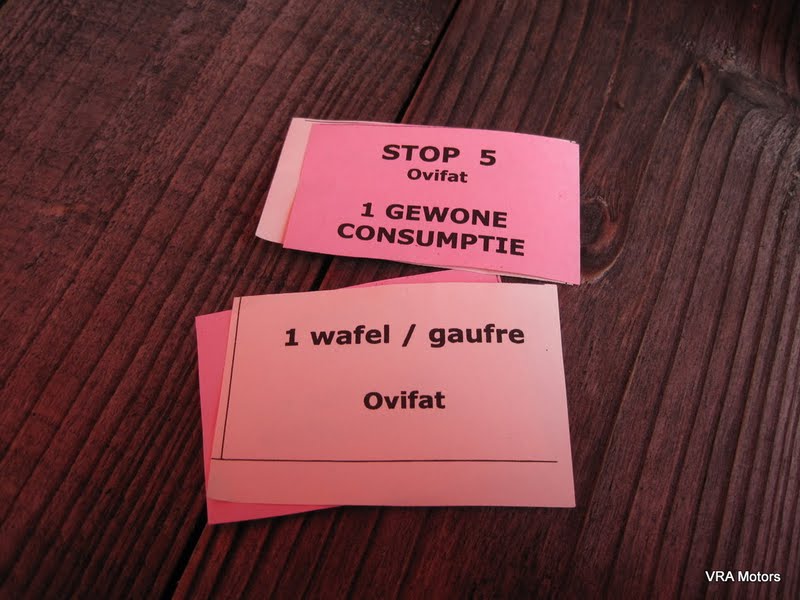 STOP 5
Ovifat
1 GEWONE
CONSUMPTIE
1 wafel / gaufre
Ovifat
VRA Motors